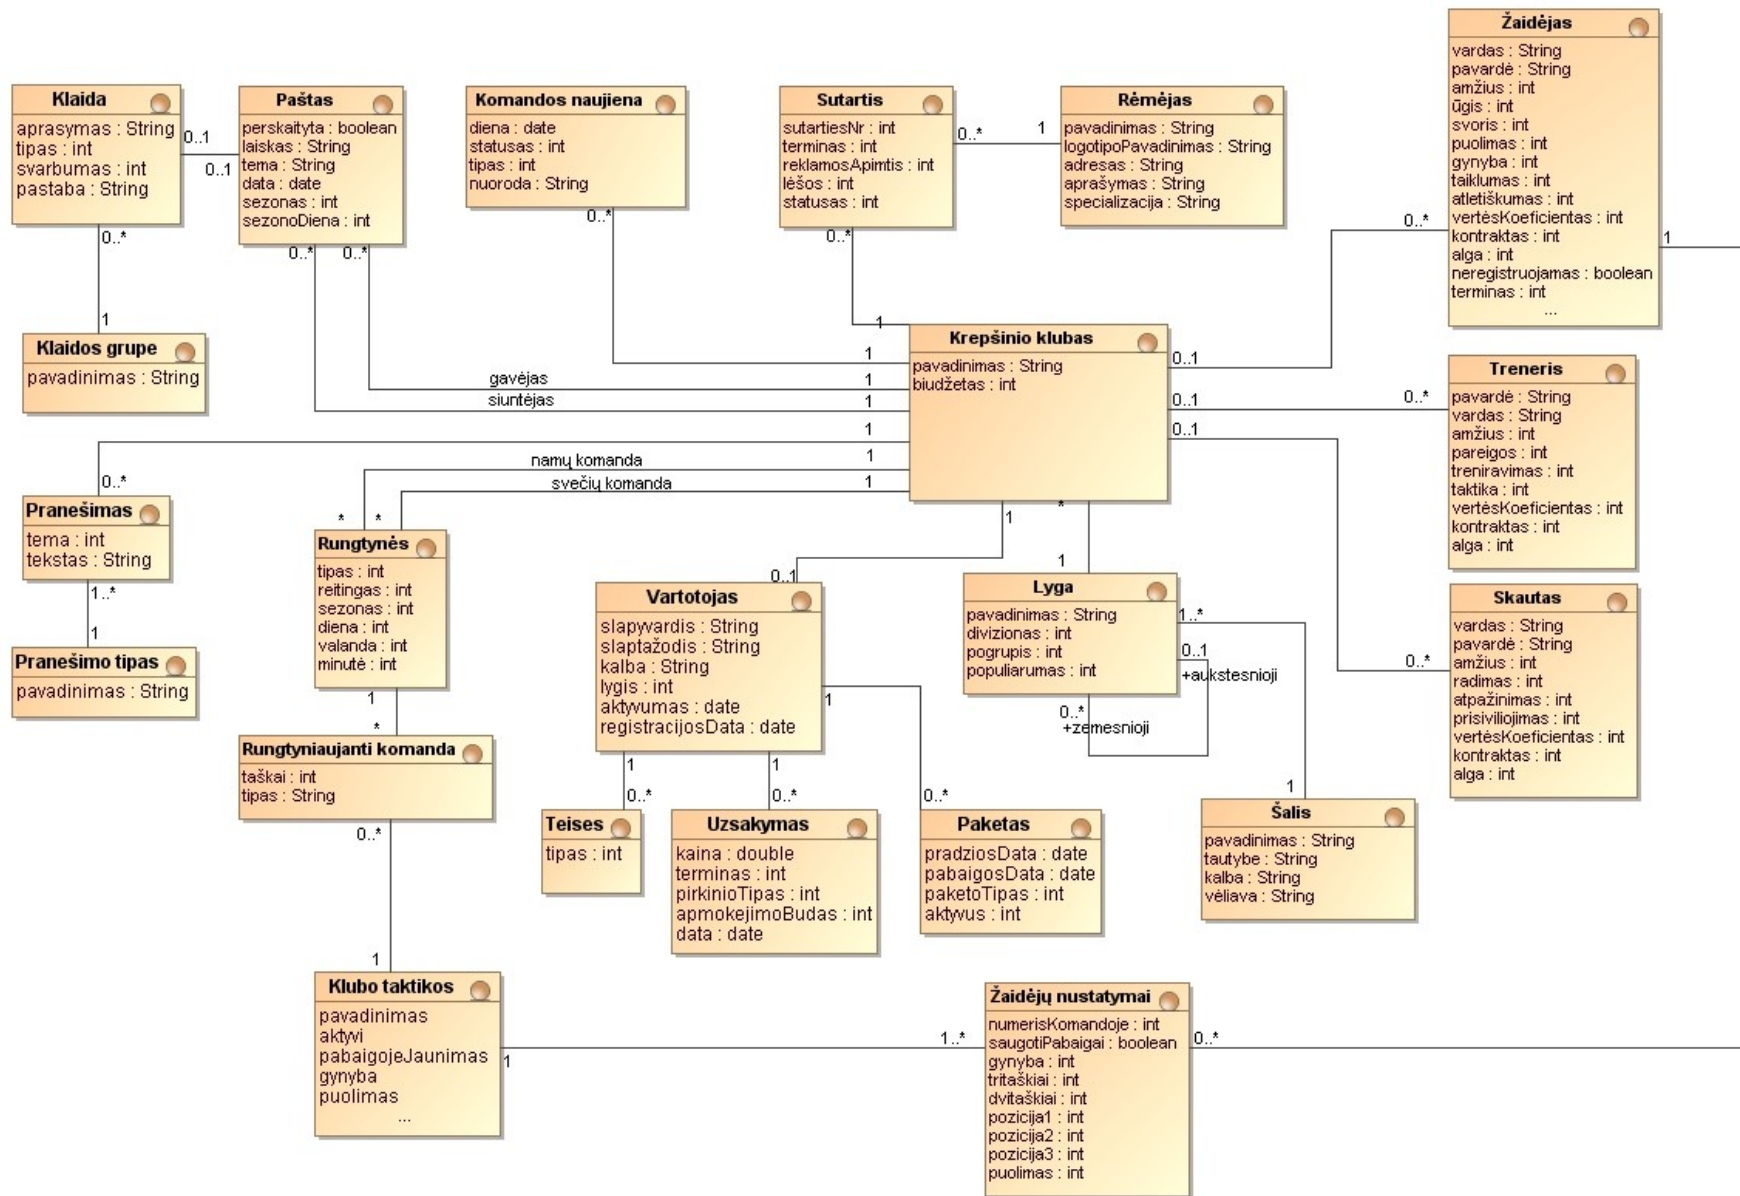 Klaida
aprasymas : String
tipas : int
svarbumas : int
pastaba : String
0..1
0..1
0..*
1
Klaidos grupe
pavadinimas : String
Paštas
perskaityta : boolean
laiskas : String
tema : String
data : date
sezonas : int
sezonoDiena : int
0..*
0..*
Komandos naujiena
diena : date
statusas : int
tipas : int
nuoroda : String
0..*
Sutartis
sutartiesNr : int
terminas : int
reklamosApimtis : int
lėšos : int
statusas : int
0..*
1
0..*
1
Rėmėjas
pavadinimas : String
logotipoPavadinimas : String
adresas : String
aprašymas : String
specializacija : String
Žaidėjas
vardas : String
pavardė : String
amžius : int
ūgis : int
svoris : int
puolimas : int
gynyba : int
taiklumas : int
atletiškumas : int
vertėsKoeficientas : int
kontraktas : int
alga : int
neregistruojamas : boolean
terminas : int
...
0..*
1
Krepšinio klubas
pavadinimas : String
biudžetas : int
1
gavėjas
1
siuntėjas
1
1
namų komanda
1
svečių komanda
1
0..1
0..1
0..1
0..*
Treneris
pavardė : String
vardas : String
amžius : int
pareigos : int
treniravimas : int
taktika : int
vertėsKoeficientas : int
kontraktas : int
alga : int
0..*
Pranešimas
tema : int
tekstas : String
1..*
1
Pranešimo tipas
pavadinimas : String
* *
Rungtynės
tipas : int
reitingas : int
sezonas : int
diena : int
valanda : int
minutė : int
1
*
Rungtyniaujanti komanda
taškai : int
tipas : String
0..*
1
1
0..1
Vartotojas
slapyvardis : String
slaptažodis : String
kalba : String
lygis : int
aktyvumas : date
registracijosData : date
1
1
1
*
1
Lyga
pavadinimas : String
divizionas : int
pogrupis : int
populiarumas : int
1..*
0..1
+aukstesnioji
0..*
+zemesnioji
1
0..*
Skautas
vardas : String
pavardė : String
amžius : int
radimas : int
atpažinimas : int
prisiviliojimas : int
vertėsKoeficientas : int
kontraktas : int
alga : int
0..*
Teises
tipas : int
0..*
Uzsakymas
kaina : double
terminas : int
pirkinioTipas : int
apmokejimoBudas : int
data : date
0..*
Paketas
pradziosData : date
pabaigosData : date
paketoTipas : int
aktyvus : int
Šalis
pavadinimas : String
tautybe : String
kalba : String
vėliava : String
Klubo taktikos
pavadinimas
aktyvi
pabaigojeJaunimas
gynyba
puolimas
...
1
1..*
Žaidėjų nustatymai
numerisKomandoje : int
saugotiPabaigai : boolean
gynyba : int
tritaškiai : int
dvitaškiai : int
pozicija1 : int
pozicija2 : int
pozicija3 : int
puolimas : int
0..*